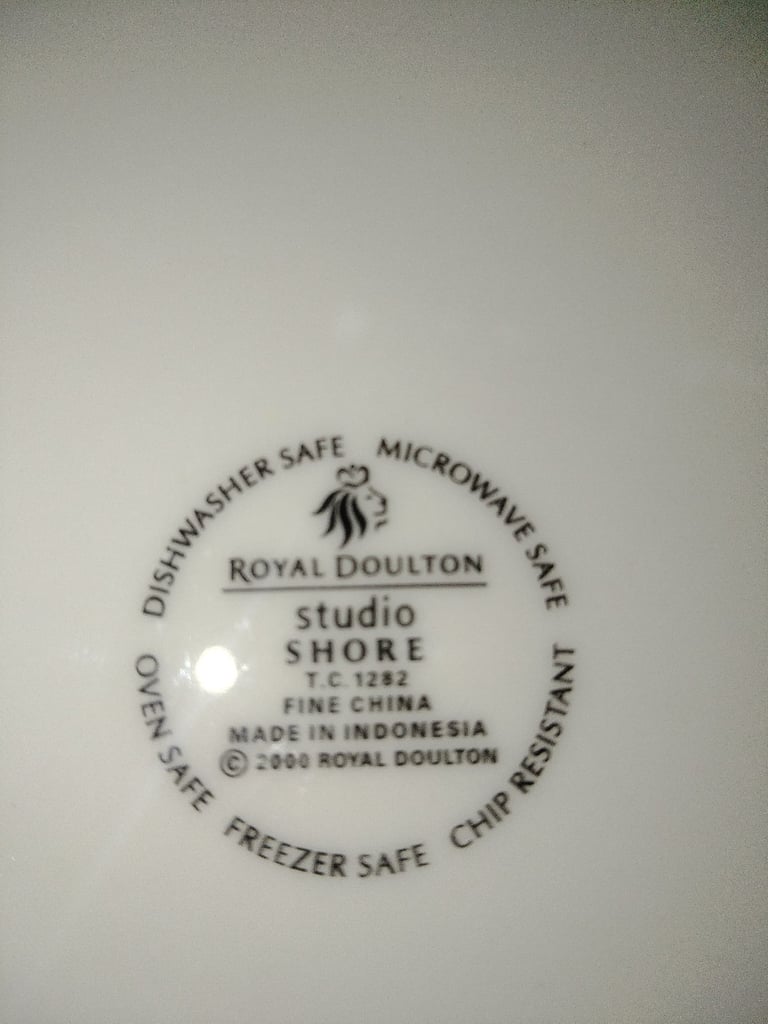 DISHWASHER SAFE MICROWAVE SAFE
ROYAL DOULTON
studio
SHORE
T.C. 1282
FINE CHINA
MADE IN INDONESIA
© 2000 ROYAL DOULTON
OVEN SAFE FREEZER SAFE CHIP RESISTANT